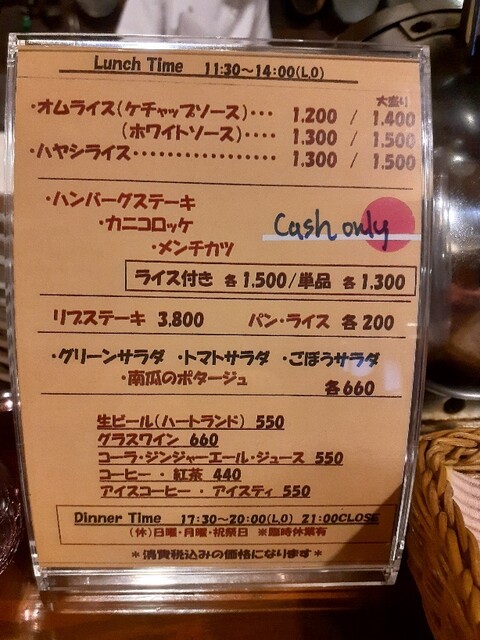 Lunch Time 11:30〜14:00(L,O)
大盛り
・オムライス(ケチャップソース)・・・ 1.200 / 1.400
(ホワイトソース)・・・・ 1.300 / 1.500
・ハヤシライス・・・・・・・・・・・・・・・・・ 1.300 / 1.500
・ハンバーグステーキ
・カニコロッケ
Cash only
・メンチカツ
ライス付き 各1.500/単品 各1.300
リブステーキ 3.800 パン・ライス 各200
・グリーンサラダ ・トマトサラダ ・ごぼうサラダ
・南瓜のポタージュ 各660
生ビール(ハートランド) 550
グラスワイン 660
コーラ・ジンジャーエール・ジュース 550
コーヒー・紅茶 440
アイスコーヒー・アイスティ 550
Dinner Time 17:30〜20:00(L,O) 21:00CLOSE
(休)日曜・月曜・祝祭日 ※臨時休業有
*消費税込みの価格になります*